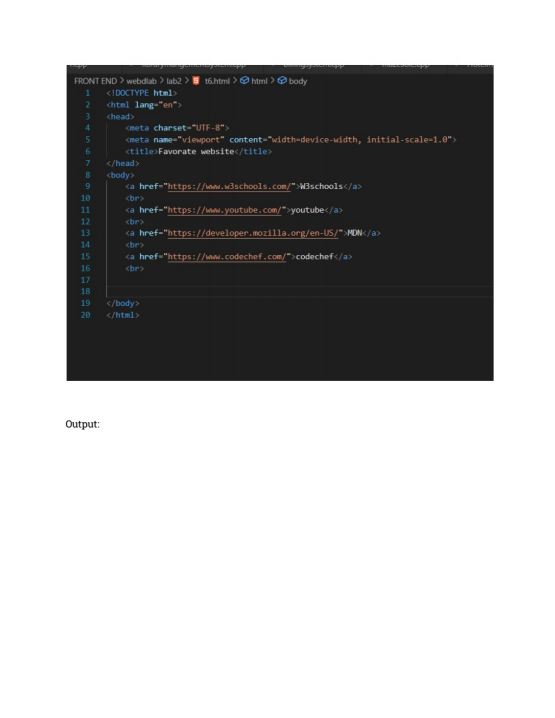 FRONT END > webdlab > lab2 > t6.html > html > body
1 <!DOCTYPE html>
2 <html lang="en">
3 <head>
4 <meta charset="UTF-8">
5 <meta name="viewport" content="width=device-width, initial-scale=1.0">
6 <title>Favorate website</title>
7 </head>
8 <body>
9 <a href="https://www.w3schools.com/">W3schools</a>
10 <br>
11 <a href="https://www.youtube.com/">youtube</a>
12 <br>
13 <a href="https://developer.mozilla.org/en-US/">MDN</a>
14 <br>
15 <a href="https://www.codechef.com/">codechef</a>
16 <br>
17
18
19 </body>
20 </html>
Output: